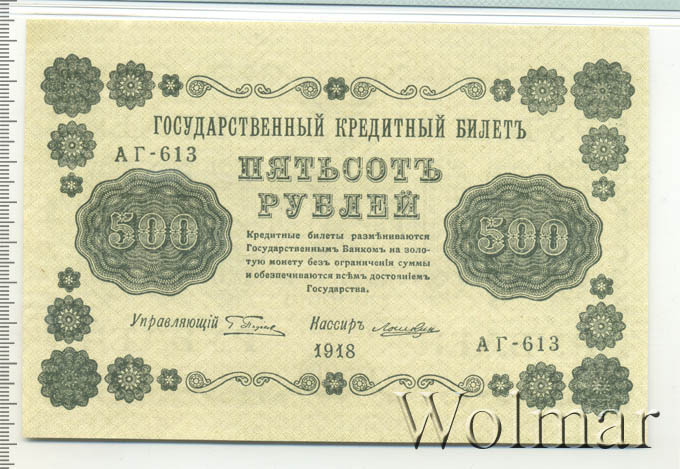 ГОСУДАРСТВЕННЫЙ КРЕДИТНЫЙ БИЛЕТЪ
АГ-613
ПЯТЬСОТЪ
РУБЛЕЙ
500
500
Кредитные билеты размѣниваются
Государственнымъ Банкомъ на золо-
тую монету безъ ограниченія суммы
и обезпечиваются всѣмъ достояніемъ
Государства.
Управляющій
Кассиръ
1918
АГ-613
Wolmar